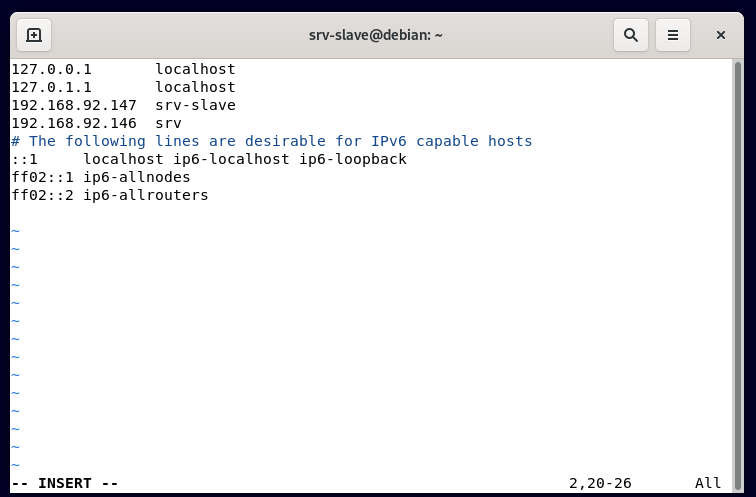 srv-slave@debian: ~
127.0.0.1       localhost
127.0.1.1       localhost
192.168.92.147  srv-slave
192.168.92.146  srv
# The following lines are desirable for IPv6 capable hosts
::1     localhost ip6-localhost ip6-loopback
ff02::1 ip6-allnodes
ff02::2 ip6-allrouters
~
~
~
~
~
~
~
~
~
~
~
~
~
~
-- INSERT --                                                  2,20-26       All